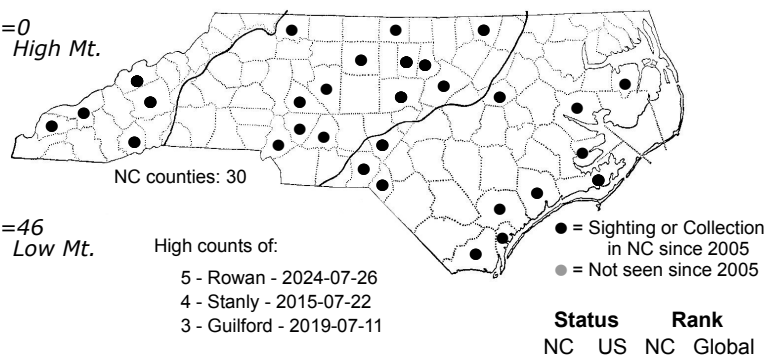 =0
High Mt.
NC counties: 30
=46
Low Mt.
High counts of:
5 - Rowan - 2024-07-26
4 - Stanly - 2015-07-22
3 - Guilford - 2019-07-11
● = Sighting or Collection
in NC since 2005
● = Not seen since 2005
Status Rank
NC US NC Global